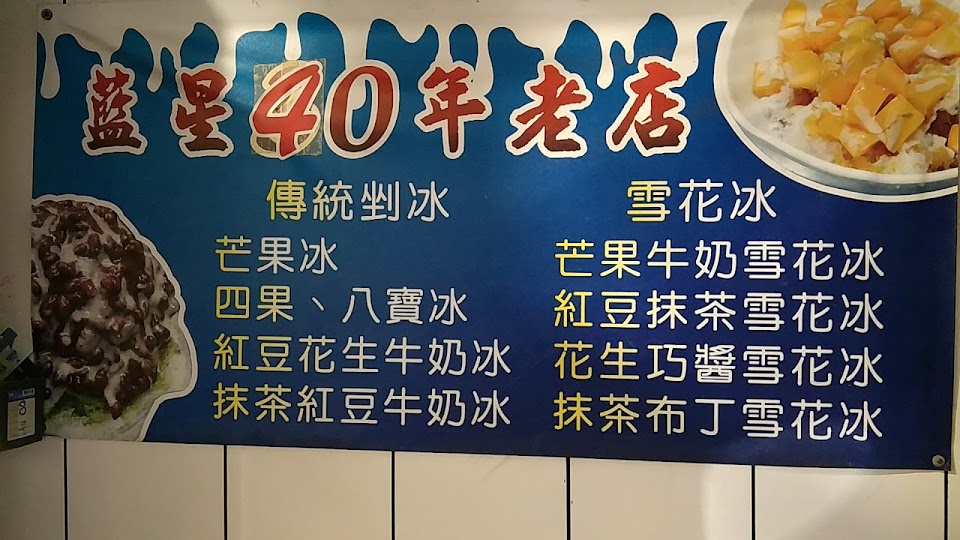 藍星40年老店
傳統剉冰
芒果冰
四果、八寶冰
紅豆花生牛奶冰
抹茶紅豆牛奶冰
雪花冰
芒果牛奶雪花冰
紅豆抹茶雪花冰
花生巧醬雪花冰
抹茶布丁雪花冰